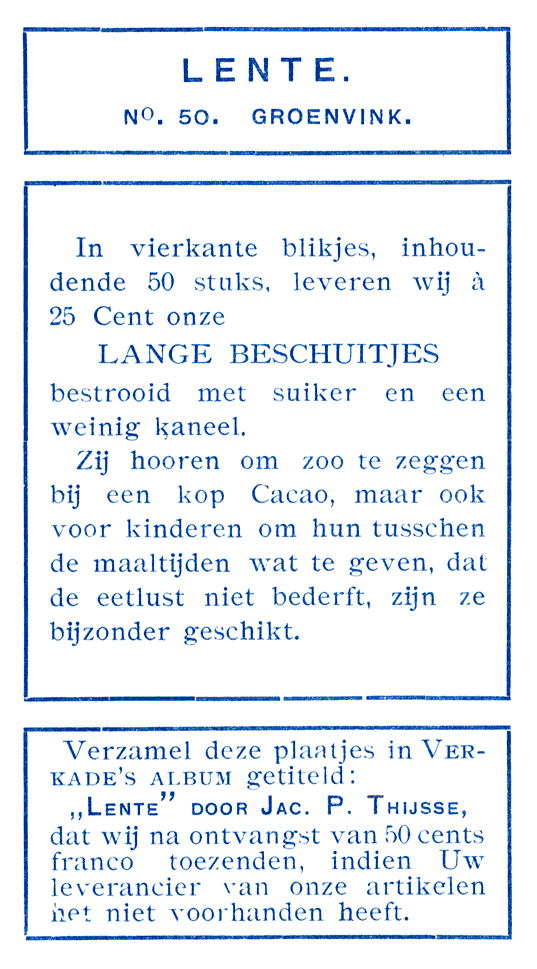 LENTE.
No. 50. GROENVINK.
In vierkante blikjes, inhou-
dende 50 stuks, leveren wij à
25 Cent onze
LANGE BESCHUITJES
bestrooid met suiker en een
weinig kaneel.
Zij hooren om zoo te zeggen
bij een kop Cacao, maar ook
voor kinderen om hun tusschen
de maaltijden wat te geven, dat
de eetlust niet bederft, zijn ze
bijzonder geschikt.
Verzamel deze plaatjes in VER-
KADE'S ALBUM getiteld:
„LENTE” DOOR JAC. P. THIJSSE,
dat wij na ontvangst van 50 cents
franco toezenden, indien Uw
leverancier van onze artikelen
het niet voorhanden heeft.